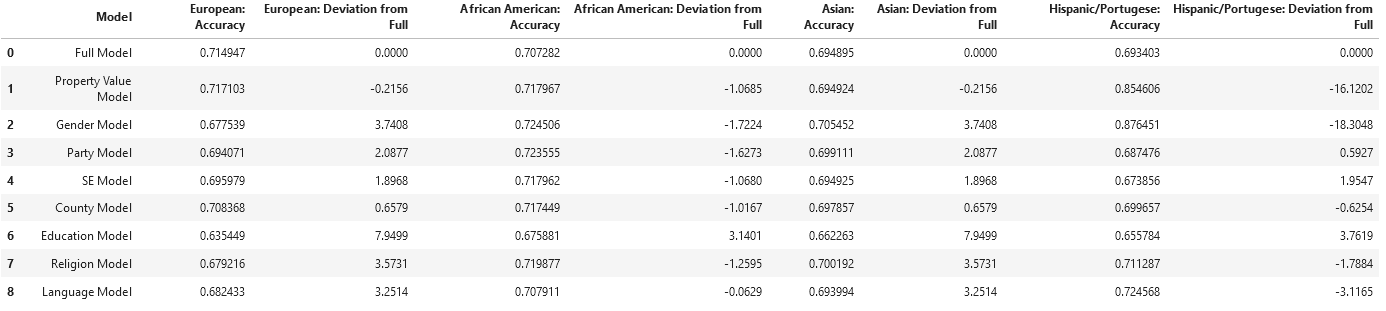 Model European: Accuracy European: Deviation from Full African American: Accuracy African American: Deviation from Full Asian: Accuracy Asian: Deviation from Full Hispanic/Portugese: Accuracy Hispanic/Portugese: Deviation from Full
0 Full Model 0.714947 0.0000 0.707282 0.0000 0.694895 0.0000 0.693403 0.0000
1 Property Value Model 0.717103 -0.2156 0.717967 -1.0685 0.694924 -0.2156 0.854606 -16.1202
2 Gender Model 0.677539 3.7408 0.724506 -1.7224 0.705452 3.7408 0.876451 -18.3048
3 Party Model 0.694071 2.0877 0.723555 -1.6273 0.699111 2.0877 0.687476 0.5927
4 SE Model 0.695979 1.8968 0.717962 -1.0680 0.694925 1.8968 0.673856 1.9547
5 County Model 0.708368 0.6579 0.717449 -1.0167 0.697857 0.6579 0.699657 -0.6254
6 Education Model 0.635449 7.9499 0.675881 3.1401 0.662263 7.9499 0.655784 3.7619
7 Religion Model 0.679216 3.5731 0.719877 -1.2595 0.700192 3.5731 0.711287 -1.7884
8 Language Model 0.682433 3.2514 0.707911 -0.0629 0.693994 3.2514 0.724568 -3.1165